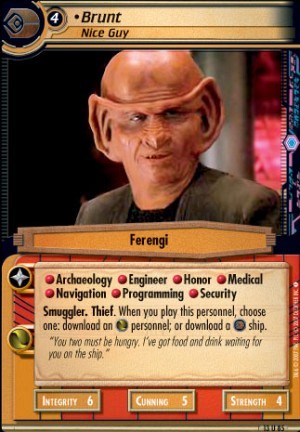 4
• Brunt
Nice Guy
Ferengi
Archaeology Engineer Honor Medical
Navigation Programming Security
Smuggler. Thief. When you play this personnel, choose
one: download an personnel; or download a ship.
"You two must be hungry. I've got food and drink waiting for
you on the ship."
INTEGRITY 6 CUNNING 5 STRENGTH 4